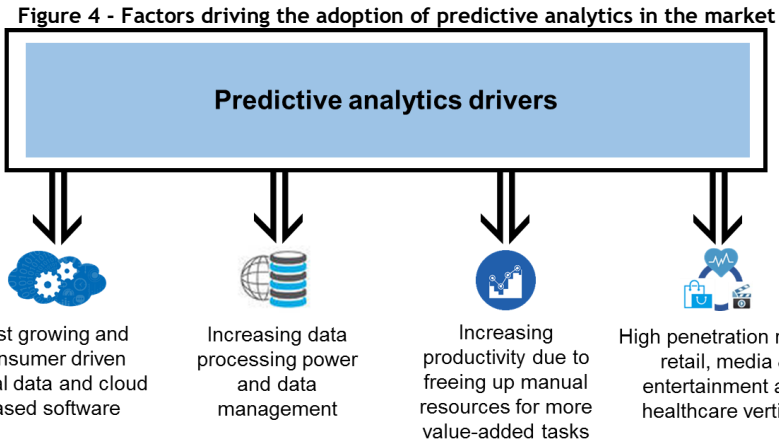 Figure 4 - Factors driving the adoption of predictive analytics in the market
Predictive analytics drivers
growing and
driven
data and cloud
software
Increasing data
processing power
and data
management
Increasing
productivity due to
freeing up manual
resources for more
value-added tasks
High penetration
retail, media
entertainment
healthcare